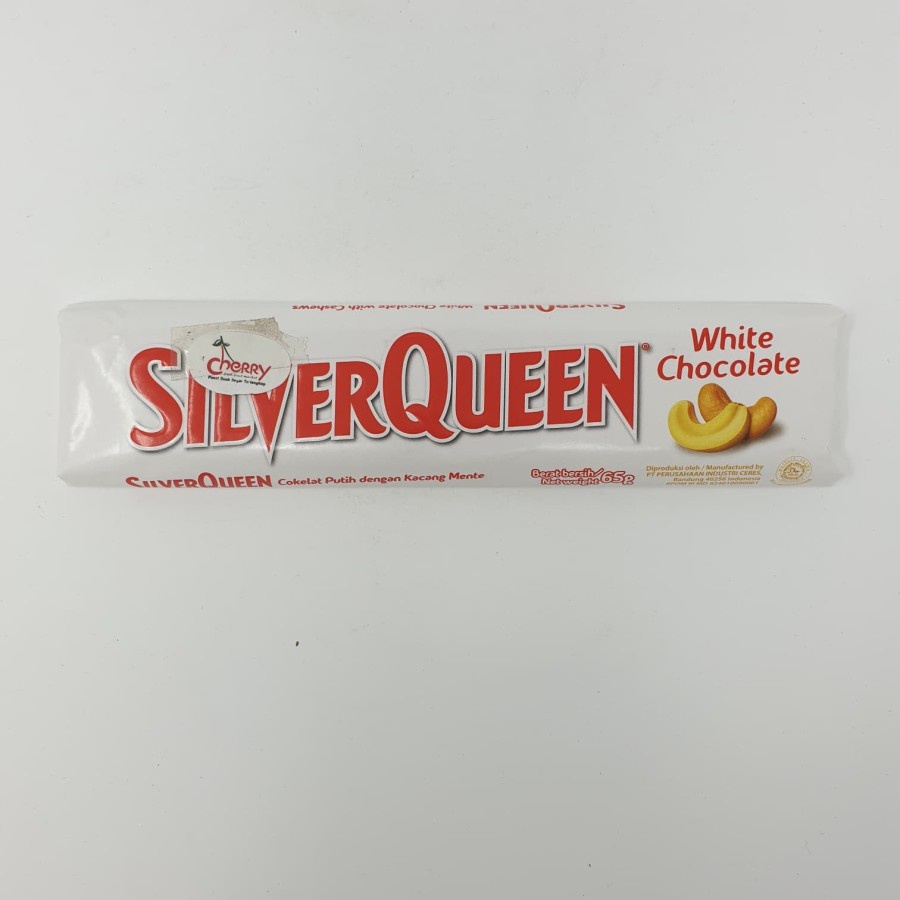 SILVERQUEEN White Chocolate with Cashews
cherry
SILVERQUEEN®
White
Chocolate
SILVERQUEEN Cokelat Putih dengan Kacang Mente
Berat bersih/
Net weight 65g
Diproduksi oleh / Manufactured by
PT PERUSAHAAN INDUSTRI CERES,
Bandung 40256 Indonesia